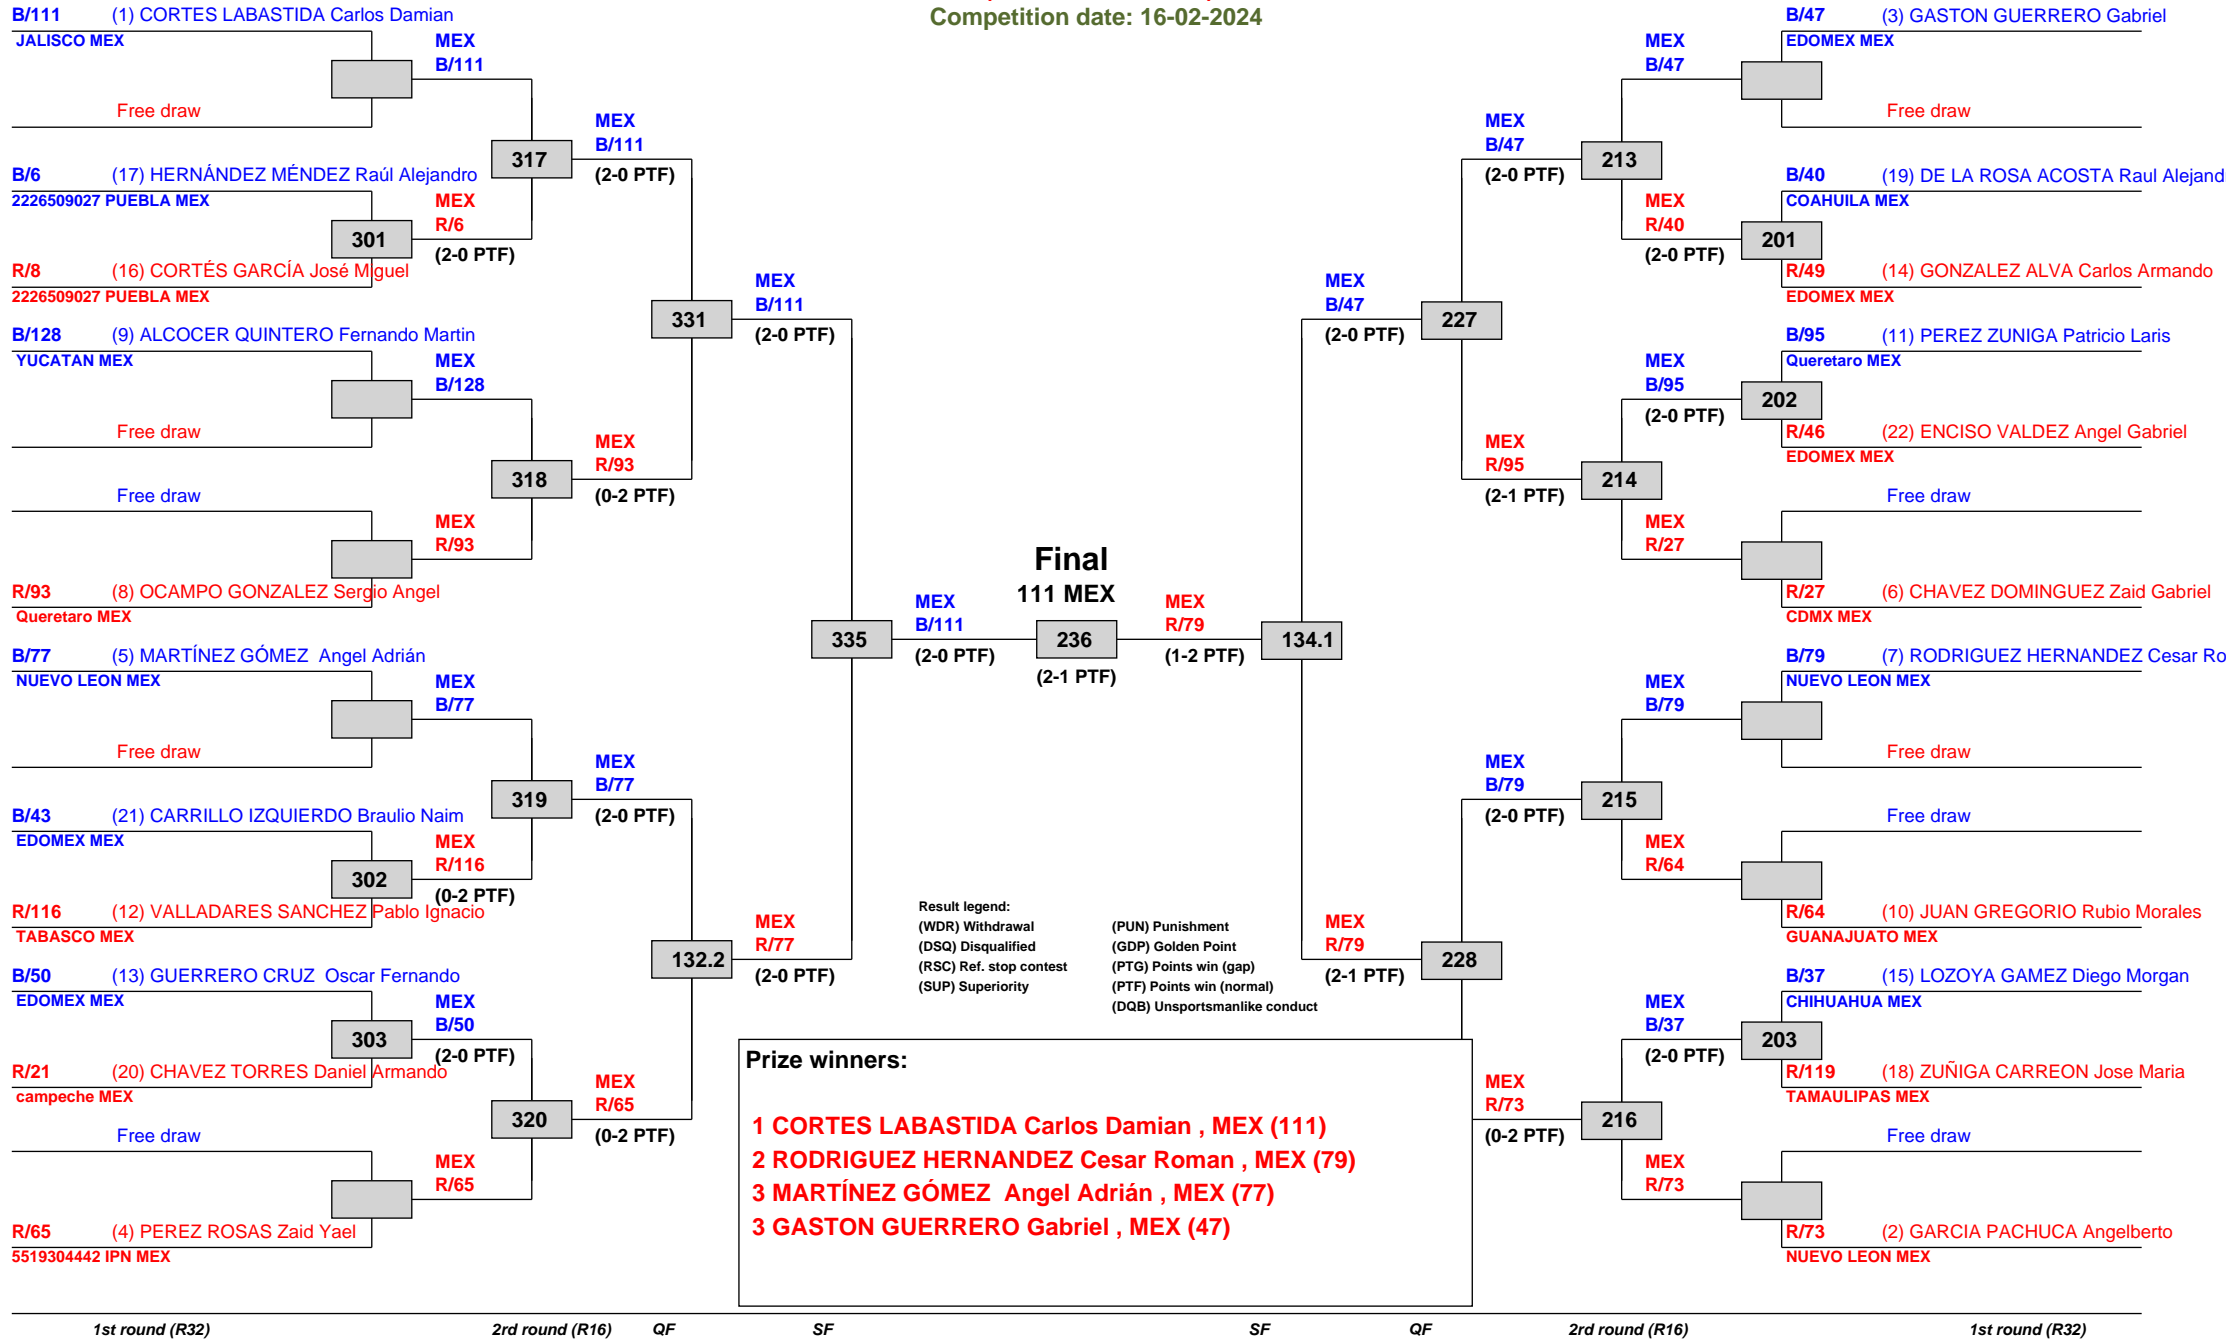 Competition date: 16-02-2024
B/111 (1) CORTES LABASTIDA Carlos Damian
JALISCO MEX
MEX
B/111
Free draw
317
MEX
B/111
(2-0 PTF)
B/6 (17) HERNÁNDEZ MÉNDEZ Raúl Alejandro
2226509027 PUEBLA MEX
MEX
R/6
301
(2-0 PTF)
R/8 (16) CORTÉS GARCÍA José Miguel
2226509027 PUEBLA MEX
331
MEX
B/111
(2-0 PTF)
B/128 (9) ALCOCER QUINTERO Fernando Martin
YUCATAN MEX
MEX
B/128
Free draw
318
MEX
R/93
(0-2 PTF)
Free draw
MEX
R/93
R/93 (8) OCAMPO GONZALEZ Sergio Angel
Queretaro MEX
335
MEX
B/111
(2-0 PTF)
B/77 (5) MARTÍNEZ GÓMEZ Angel Adrián
NUEVO LEON MEX
MEX
B/77
Free draw
319
MEX
B/77
(2-0 PTF)
B/43 (21) CARRILLO IZQUIERDO Braulio Naim
EDOMEX MEX
MEX
R/116
302
(0-2 PTF)
R/116 (12) VALLADARES SANCHEZ Pablo Ignacio
TABASCO MEX
132.2
MEX
R/77
(2-0 PTF)
B/50 (13) GUERRERO CRUZ Oscar Fernando
EDOMEX MEX
MEX
B/50
303
(2-0 PTF)
R/21 (20) CHAVEZ TORRES Daniel Armando
campeche MEX
320
MEX
R/65
(0-2 PTF)
Free draw
MEX
R/65
R/65 (4) PEREZ ROSAS Zaid Yael
5519304442 IPN MEX
Final
111 MEX
236
(2-1 PTF)
MEX
R/79
(1-2 PTF)
134.1
B/47 (3) GASTON GUERRERO Gabriel
EDOMEX MEX
MEX
B/47
Free draw
MEX
B/47
(2-0 PTF)
213
B/40 (19) DE LA ROSA ACOSTA Raul Alejand
COAHUILA MEX
MEX
R/40
(2-0 PTF)
201
R/49 (14) GONZALEZ ALVA Carlos Armando
EDOMEX MEX
MEX
B/47
(2-0 PTF)
227
B/95 (11) PEREZ ZUNIGA Patricio Laris
Queretaro MEX
MEX
B/95
(2-0 PTF)
202
R/46 (22) ENCISO VALDEZ Angel Gabriel
EDOMEX MEX
MEX
R/95
(2-1 PTF)
214
Free draw
MEX
R/27
R/27 (6) CHAVEZ DOMINGUEZ Zaid Gabriel
CDMX MEX
B/79 (7) RODRIGUEZ HERNANDEZ Cesar Ro
NUEVO LEON MEX
MEX
B/79
Free draw
MEX
B/79
(2-0 PTF)
215
Free draw
MEX
R/64
R/64 (10) JUAN GREGORIO Rubio Morales
GUANAJUATO MEX
MEX
R/79
(2-1 PTF)
228
B/37 (15) LOZOYA GAMEZ Diego Morgan
CHIHUAHUA MEX
MEX
B/37
(2-0 PTF)
203
R/119 (18) ZUÑIGA CARREON Jose Maria
TAMAULIPAS MEX
MEX
R/73
(0-2 PTF)
216
Free draw
MEX
R/73
R/73 (2) GARCIA PACHUCA Angelberto
NUEVO LEON MEX
Result legend:
(WDR) Withdrawal (PUN) Punishment
(DSQ) Disqualified (GDP) Golden Point
(RSC) Ref. stop contest (PTG) Points win (gap)
(SUP) Superiority (PTF) Points win (normal)
(DQB) Unsportsmanlike conduct
Prize winners:
1 CORTES LABASTIDA Carlos Damian , MEX (111)
2 RODRIGUEZ HERNANDEZ Cesar Roman , MEX (79)
3 MARTÍNEZ GÓMEZ Angel Adrián , MEX (77)
3 GASTON GUERRERO Gabriel , MEX (47)
1st round (R32) 2rd round (R16) QF SF SF QF 2rd round (R16) 1st round (R32)